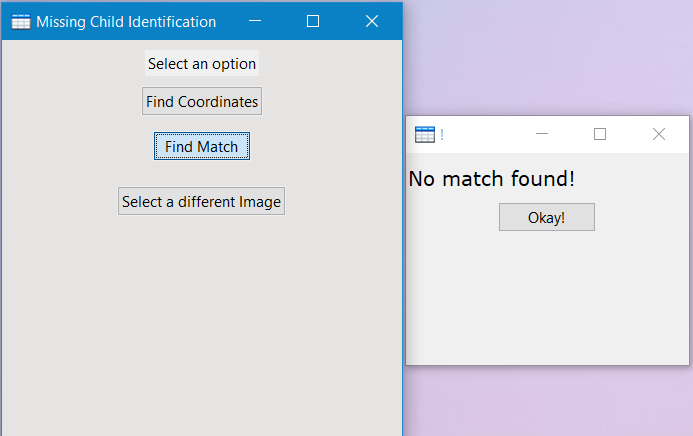 Missing Child Identification
Select an option
Find Coordinates
Find Match
Select a different Image
!
No match found!
Okay!